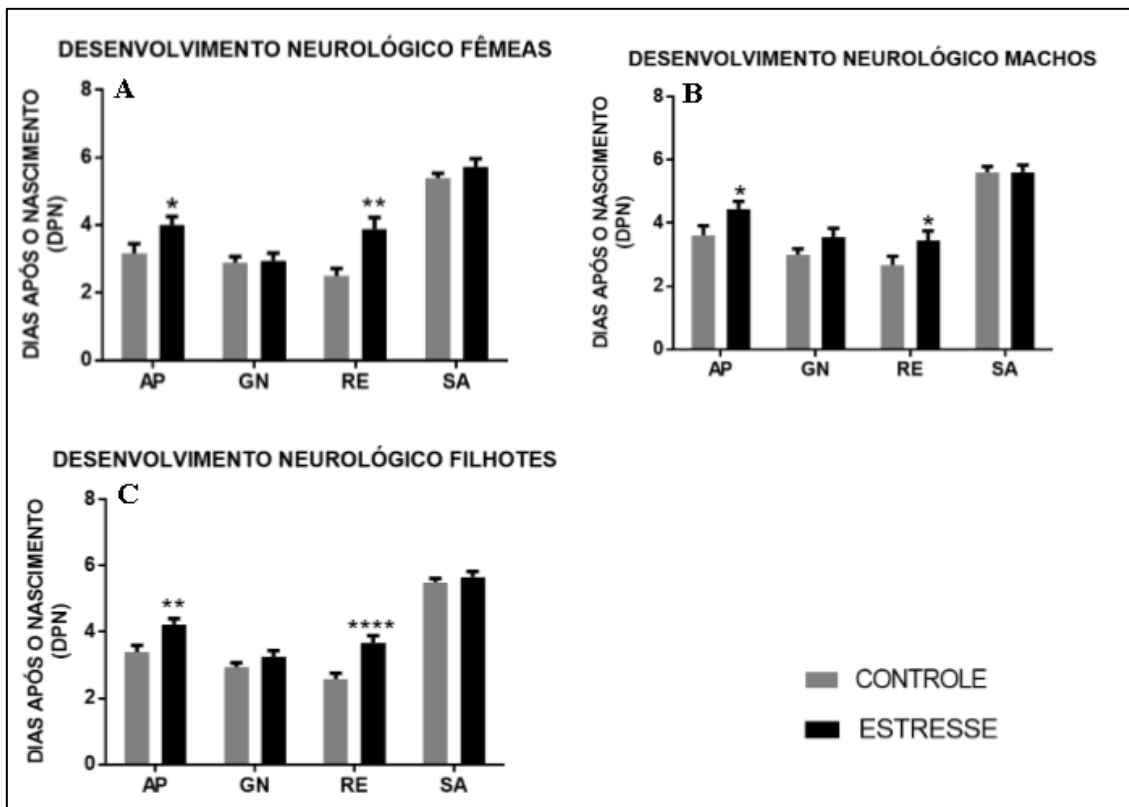 DESENVOLVIMENTO NEUROLÓGICO FÊMEAS
A
DIAS APÓS O NASCIMENTO
(DPN)
8
6
4
2
0
*
**
AP GN RE SA
DESENVOLVIMENTO NEUROLÓGICO MACHOS
B
DIAS APÓS O NASCIMENTO
(DPN)
8
6
4
2
0
*
*
AP GN RE SA
DESENVOLVIMENTO NEUROLÓGICO FILHOTES
C
DIAS APÓS O NASCIMENTO
(DPN)
8
6
4
2
0
**
****
AP GN RE SA
CONTROLE
ESTRESSE